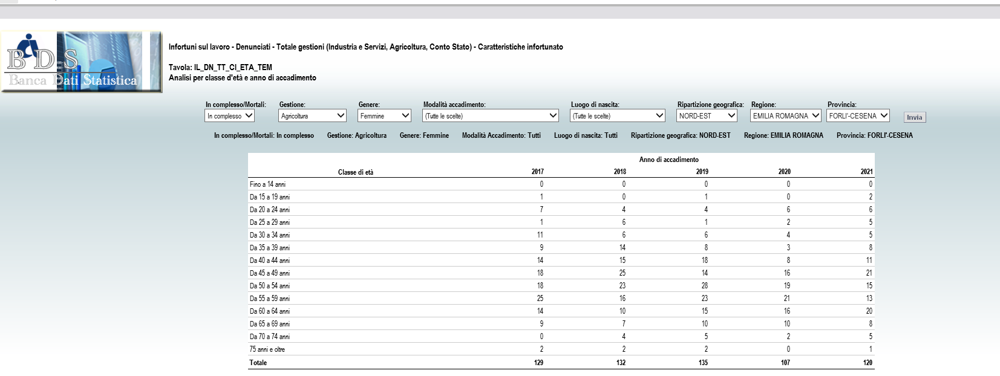 BDS
Banca Dati Statistica
Infortuni sul lavoro - Denunciati - Totale gestioni (Industria e Servizi, Agricoltura, Conto Stato) - Caratteristiche infortunato
Tavola: IL_DN_TT_CI_ETA_TEM
Analisi per classe d'età e anno di accadimento
In complesso/Mortali: Gestione: Genere: Modalità accadimento: Luogo di nascita: Ripartizione geografica: Regione: Provincia:
In complesso Agricoltura Femmine (Tutte le scelte) (Tutte le scelte) NORD-EST EMILIA ROMAGNA FORLI'-CESENA Invia
In complesso/Mortali: In complesso Gestione: Agricoltura Genere: Femmine Modalità Accadimento: Tutti Luogo di nascita: Tutti Ripartizione geografica: NORD-EST Regione: EMILIA ROMAGNA Provincia: FORLI'-CESENA
Anno di accadimento
Classe di età 2017 2018 2019 2020 2021
Fino a 14 anni 0 0 0 0 0
Da 15 a 19 anni 1 0 1 0 2
Da 20 a 24 anni 7 4 4 6 6
Da 25 a 29 anni 1 6 1 2 5
Da 30 a 34 anni 11 6 6 4 5
Da 35 a 39 anni 9 14 8 3 8
Da 40 a 44 anni 14 15 18 8 11
Da 45 a 49 anni 18 25 14 16 21
Da 50 a 54 anni 18 23 28 19 15
Da 55 a 59 anni 25 16 23 21 13
Da 60 a 64 anni 14 10 15 16 20
Da 65 a 69 anni 9 7 10 10 8
Da 70 a 74 anni 0 4 5 2 5
75 anni e oltre 2 2 2 0 1
Totale 129 132 135 107 120